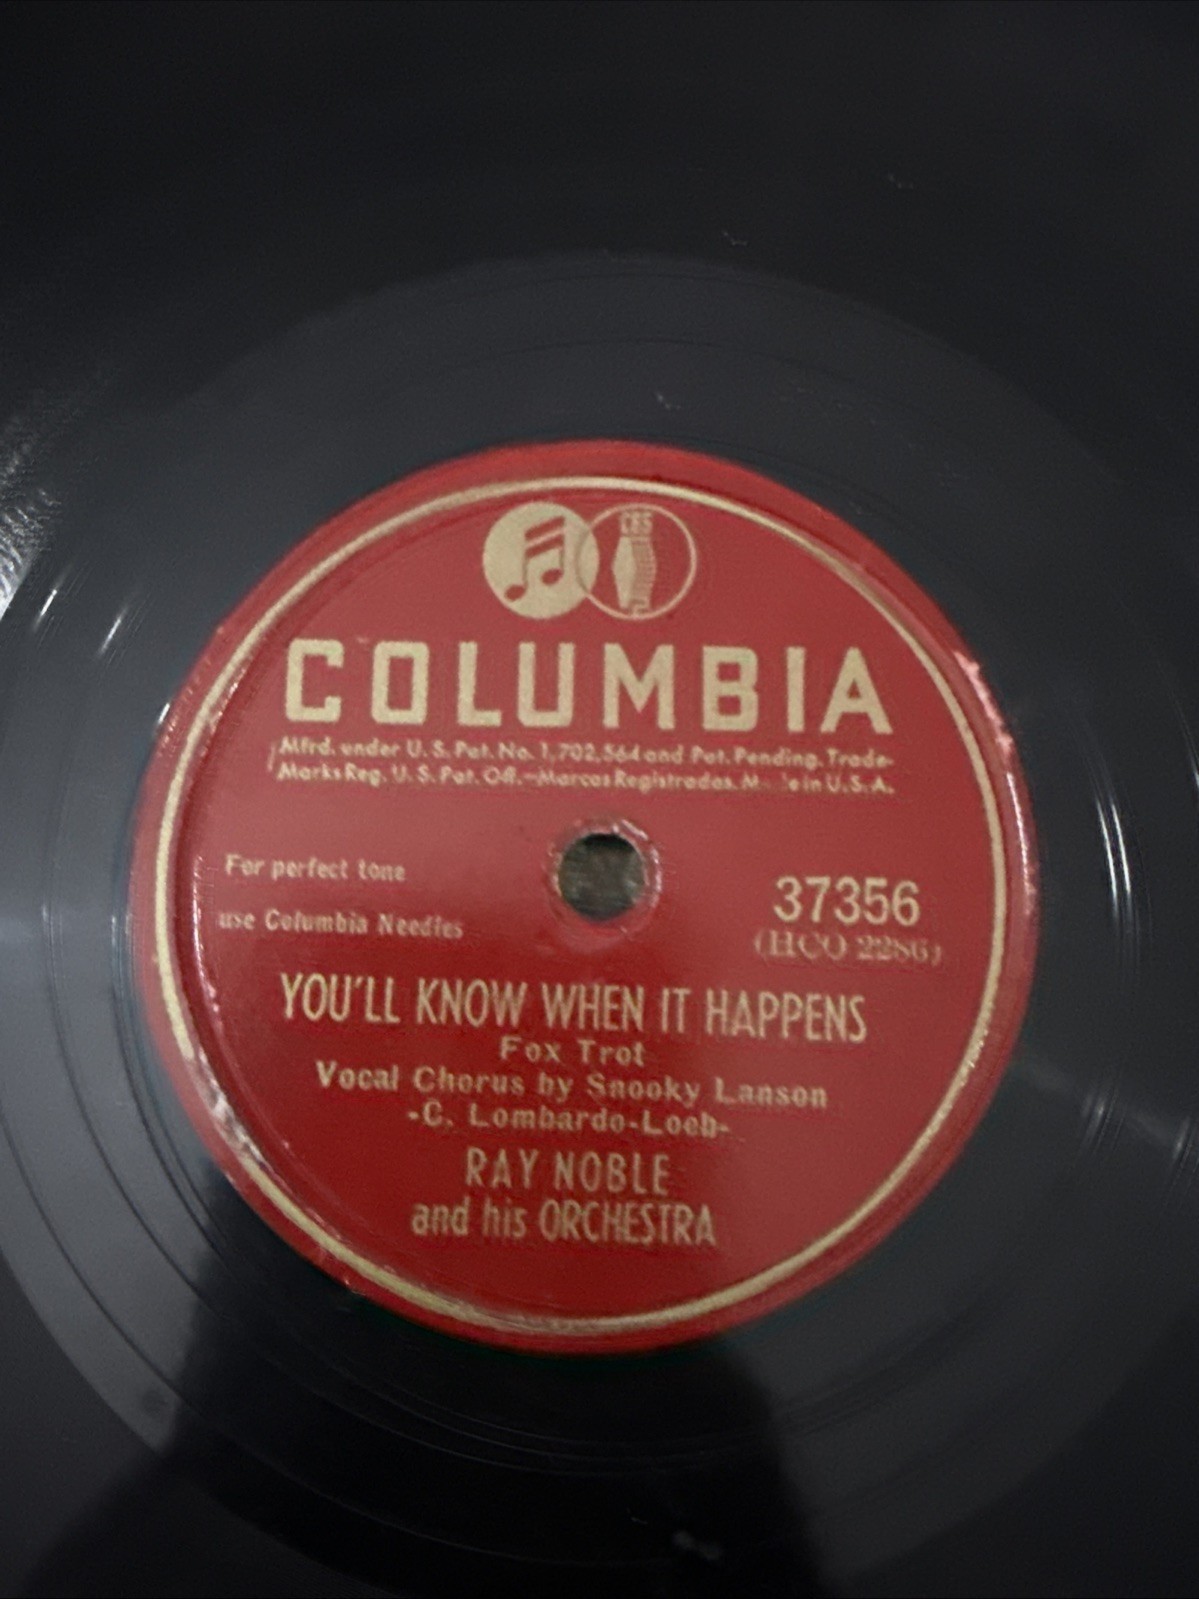 CBS
COLUMBIA
Mfrd. under U. S. Pat. No. 1,702,564 and Pat. Pending. Trade-
Marks Reg. U. S. Pat. Off.—Marcas Registradas. Made in U. S. A.
For perfect tone
use Columbia Needles
37356
(HCO 2286)
YOU'LL KNOW WHEN IT HAPPENS
Fox Trot
Vocal Chorus by Snooky Lanson
-C. Lombardo-Loeb-
RAY NOBLE
and his ORCHESTRA